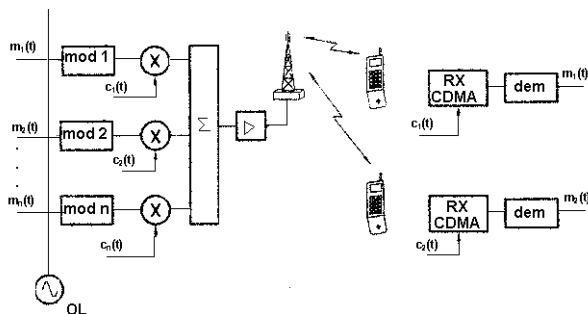 m₁(t)
mod 1
X
c₁(t)
m₂(t)
mod 2
X
c₂(t)
mₙ(t)
mod n
X
cₙ(t)
Σ
OL
RX
CDMA
dem
m₁(t)
c₁(t)
RX
CDMA
dem
m₂(t)
c₂(t)